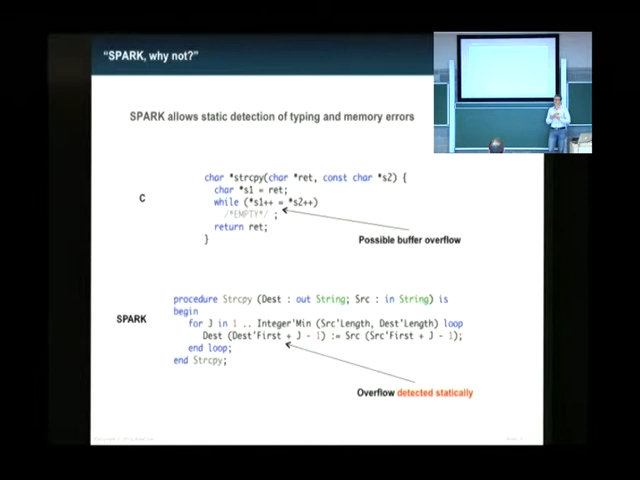 "SPARK, why not?"
SPARK allows static detection of typing and memory errors
C
char *strcpy(char *ret, const char *s2) {
char *s1 = ret;
while (*s1++ = *s2++)
/*EMPTY*/ ;
return ret;
}
Possible buffer overflow
SPARK
procedure Strcpy (Dest : out String; Src : in String) is
begin
for J in 1 .. Integer'Min (Src'Length, Dest'Length) loop
Dest (Dest'First + J - 1) := Src (Src'First + J - 1);
end loop;
end Strcpy;
Overflow detected statically